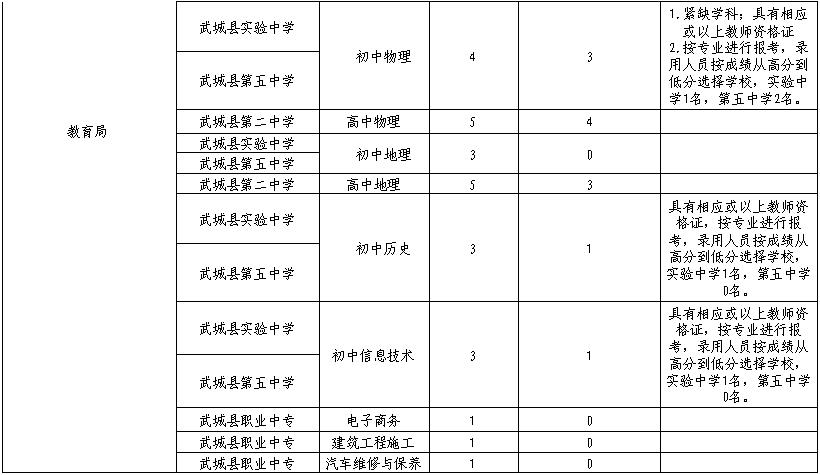 武城县实验中学
武城县第五中学
初中物理
4
3
1.紧缺学科；具有相应
或以上教师资格证
2.按专业进行报考，录
用人员按成绩从高分到
低分选择学校，实验中
学1名，第五中学2名。
教育局
武城县第二中学
高中物理
5
4
武城县实验中学
武城县第五中学
初中地理
3
0
武城县第二中学
高中地理
5
3
武城县实验中学
武城县第五中学
初中历史
3
1
具有相应或以上教师资
格证，按专业进行报
考，录用人员按成绩从
高分到低分选择学校，
实验中学1名，第五中学
0名。
武城县实验中学
武城县第五中学
初中信息技术
3
1
具有相应或以上教师资
格证，按专业进行报
考，录用人员按成绩从
高分到低分选择学校，
实验中学1名，第五中学
0名。
武城县职业中专
电子商务
1
0
武城县职业中专
建筑工程施工
1
0
武城县职业中专
汽车维修与保养
1
0